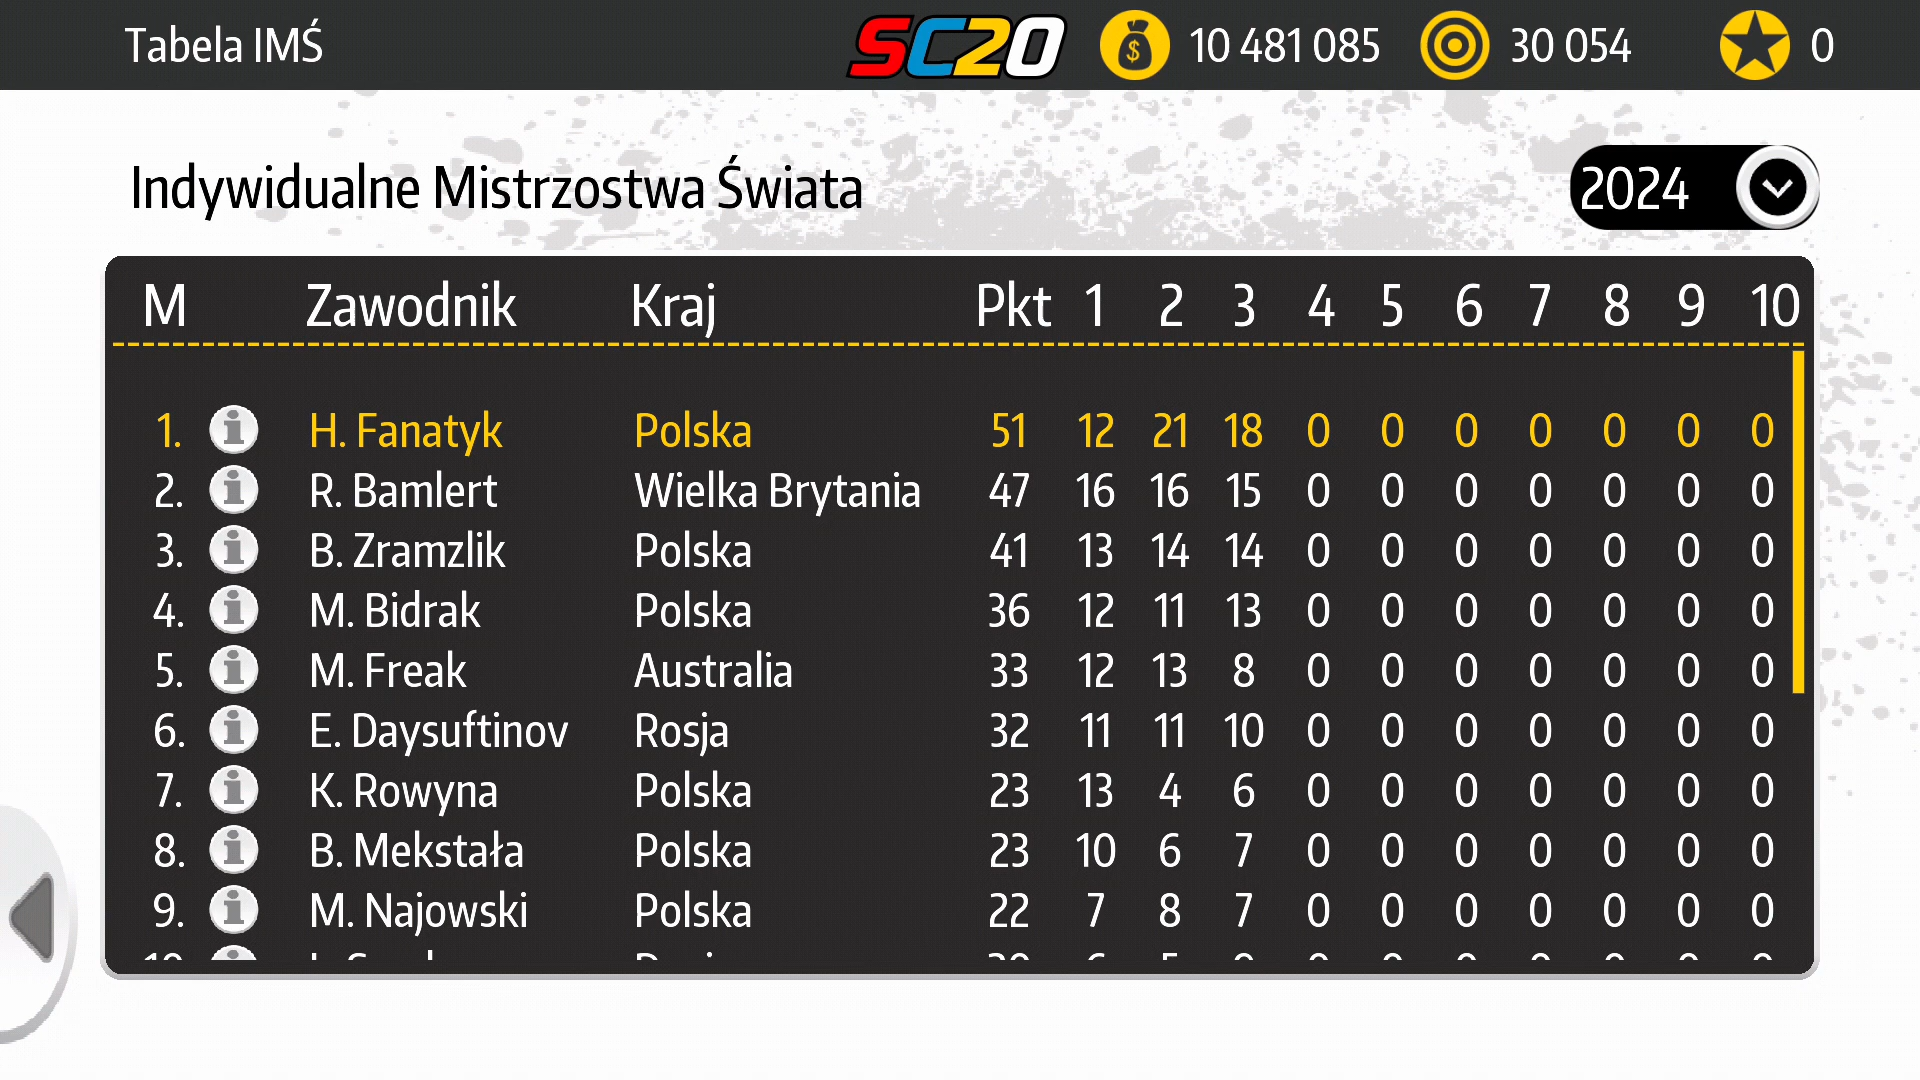 Tabela IMŚ SC20 10 481 085 30 054 0
Indywidualne Mistrzostwa Świata 2024
M Zawodnik Kraj Pkt 1 2 3 4 5 6 7 8 9 10
1. H. Fanatyk Polska 51 12 21 18 0 0 0 0 0 0 0
2. R. Bamlert Wielka Brytania 47 16 16 15 0 0 0 0 0 0 0
3. B. Zramzlik Polska 41 13 14 14 0 0 0 0 0 0 0
4. M. Bidrak Polska 36 12 11 13 0 0 0 0 0 0 0
5. M. Freak Australia 33 12 13 8 0 0 0 0 0 0 0
6. E. Daysuftinov Rosja 32 11 11 10 0 0 0 0 0 0 0
7. K. Rowyna Polska 23 13 4 6 0 0 0 0 0 0 0
8. B. Mekstała Polska 23 10 6 7 0 0 0 0 0 0 0
9. M. Najowski Polska 22 7 8 7 0 0 0 0 0 0 0